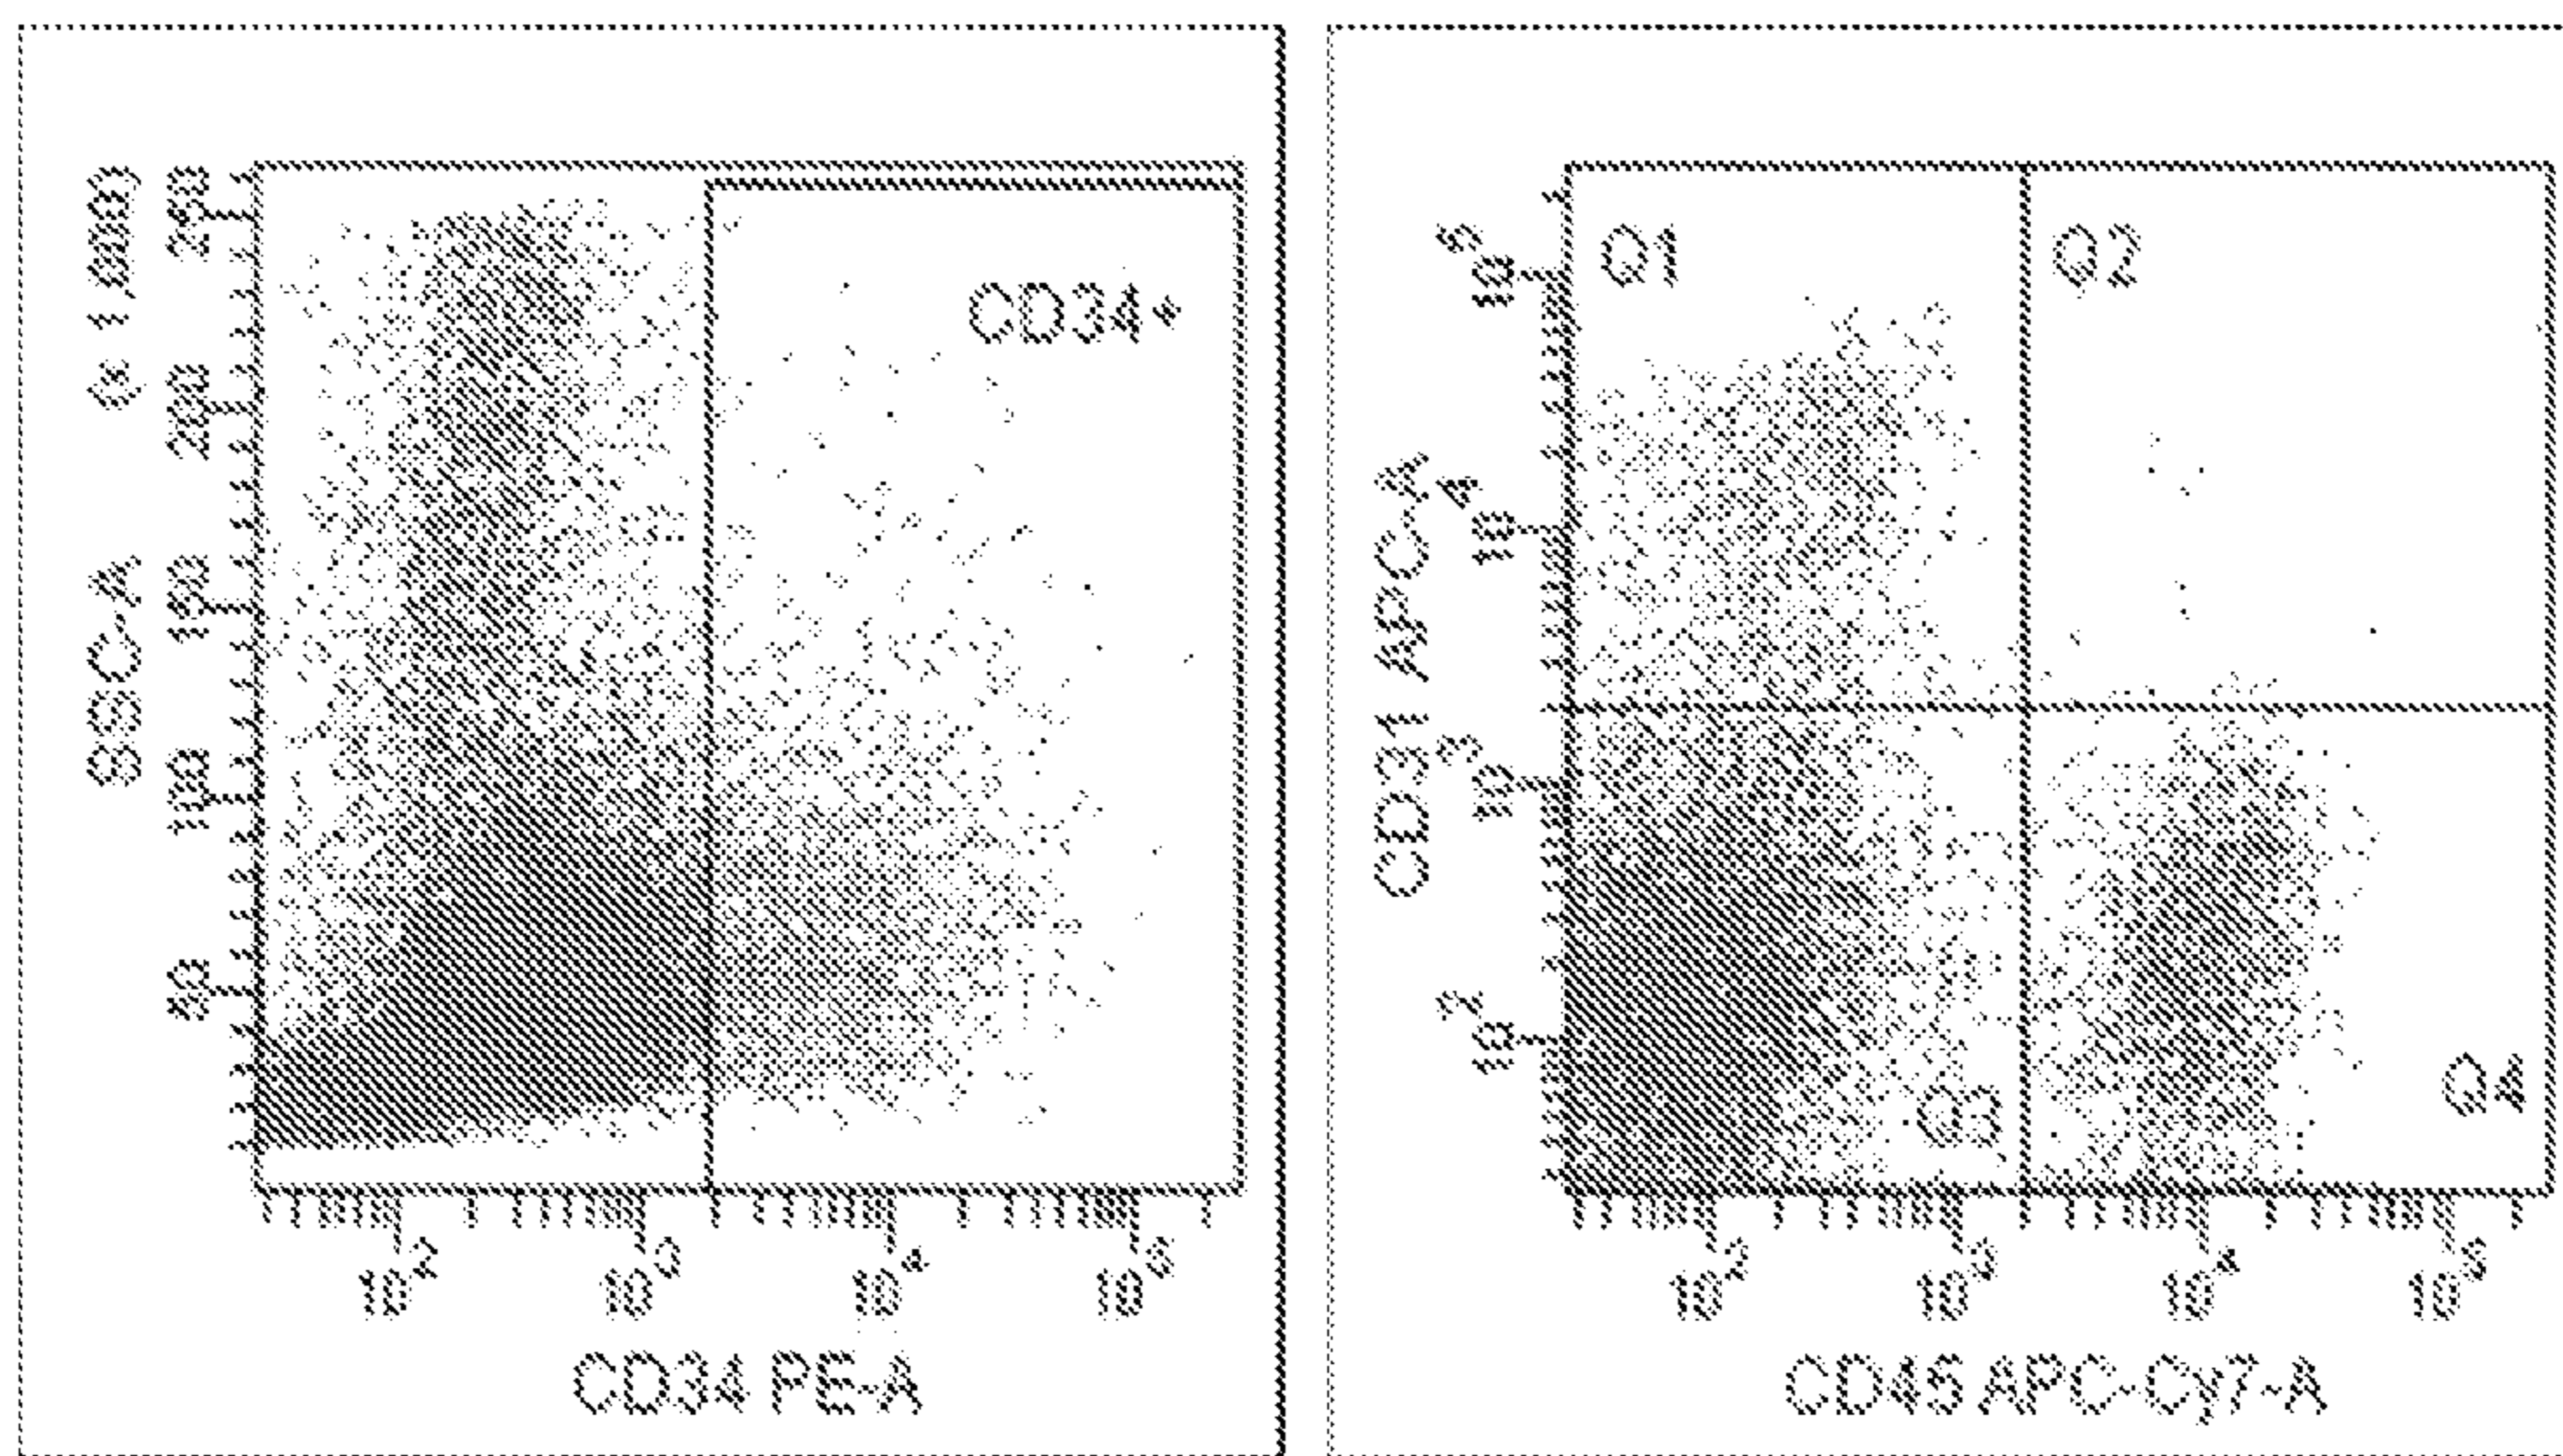 SSC-A (x 1,000)
250
200
150
100
50
CD34+
10^2 10^3 10^4 10^5
CD34 PE-A
CD31 APC-A
10^5
10^4
10^3
10^2
Q1 Q2
Q3 Q4
10^2 10^3 10^4 10^5
CD45 APC-Cy7-A